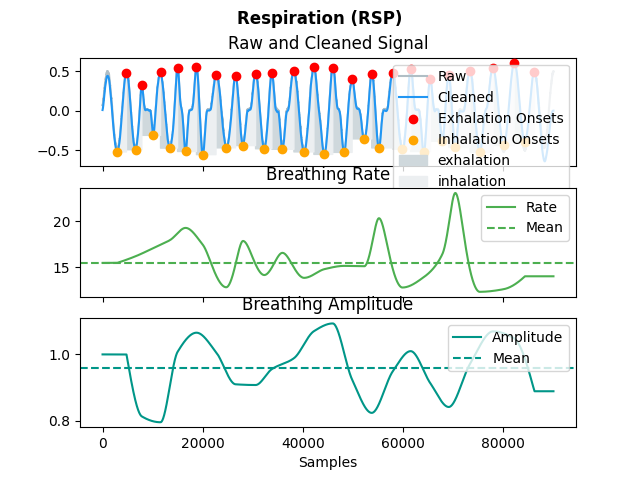 Respiration (RSP)
Raw and Cleaned Signal
0.5
0.0
−0.5
Raw
Cleaned
Exhalation Onsets
Inhalation Onsets
exhalation
inhalation
Breathing Rate
20
15
Rate
Mean
Breathing Amplitude
1.0
0.8
Amplitude
Mean
0 20000 40000 60000 80000
Samples